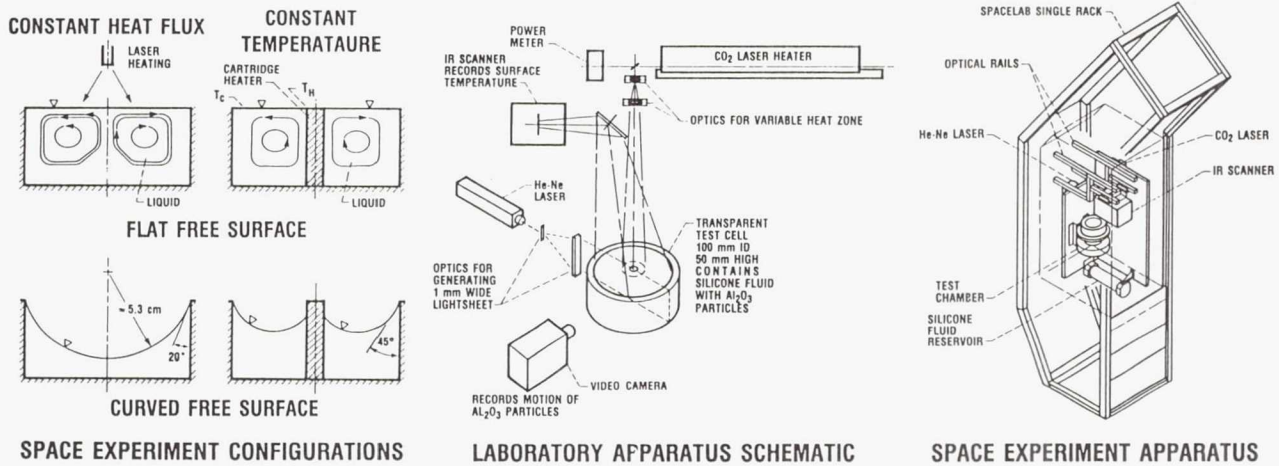 CONSTANT HEAT FLUX
LASER
HEATING
LIQUID
CONSTANT
TEMPERATAURE
CARTRIDGE
HEATER
TC
TH
LIQUID
FLAT FREE SURFACE
≈ 5.3 cm
20°
45°
CURVED FREE SURFACE
SPACE EXPERIMENT CONFIGURATIONS
POWER
METER
CO2 LASER HEATER
IR SCANNER
RECORDS SURFACE
TEMPERATURE
OPTICS FOR VARIABLE HEAT ZONE
He-Ne
LASER
OPTICS FOR
GENERATING
1 mm WIDE
LIGHTSHEET
TRANSPARENT
TEST CELL
100 mm ID
50 mm HIGH
CONTAINS
SILICONE FLUID
WITH Al2O3
PARTICLES
VIDEO CAMERA
RECORDS MOTION OF
AL2O3 PARTICLES
LABORATORY APPARATUS SCHEMATIC
SPACELAB SINGLE RACK
OPTICAL RAILS
He-Ne LASER
CO2 LASER
IR SCANNER
TEST
CHAMBER
SILICONE
FLUID
RESERVOIR
SPACE EXPERIMENT APPARATUS